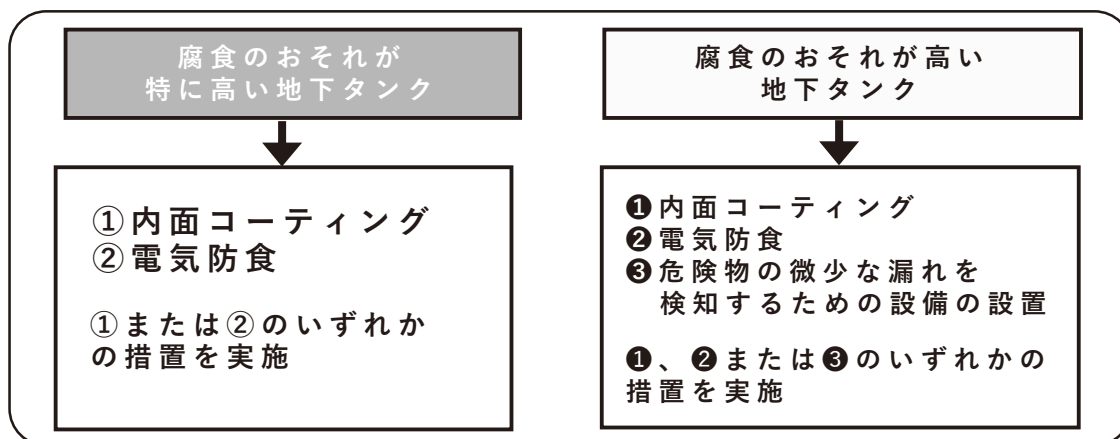 腐食のおそれが
特に高い地下タンク
①内面コーティング
②電気防食
①または②のいずれか
の措置を実施
腐食のおそれが高い
地下タンク
❶内面コーティング
❷電気防食
❸危険物の微少な漏れを
検知するための設備の設置
❶、❷または❸のいずれかの
措置を実施